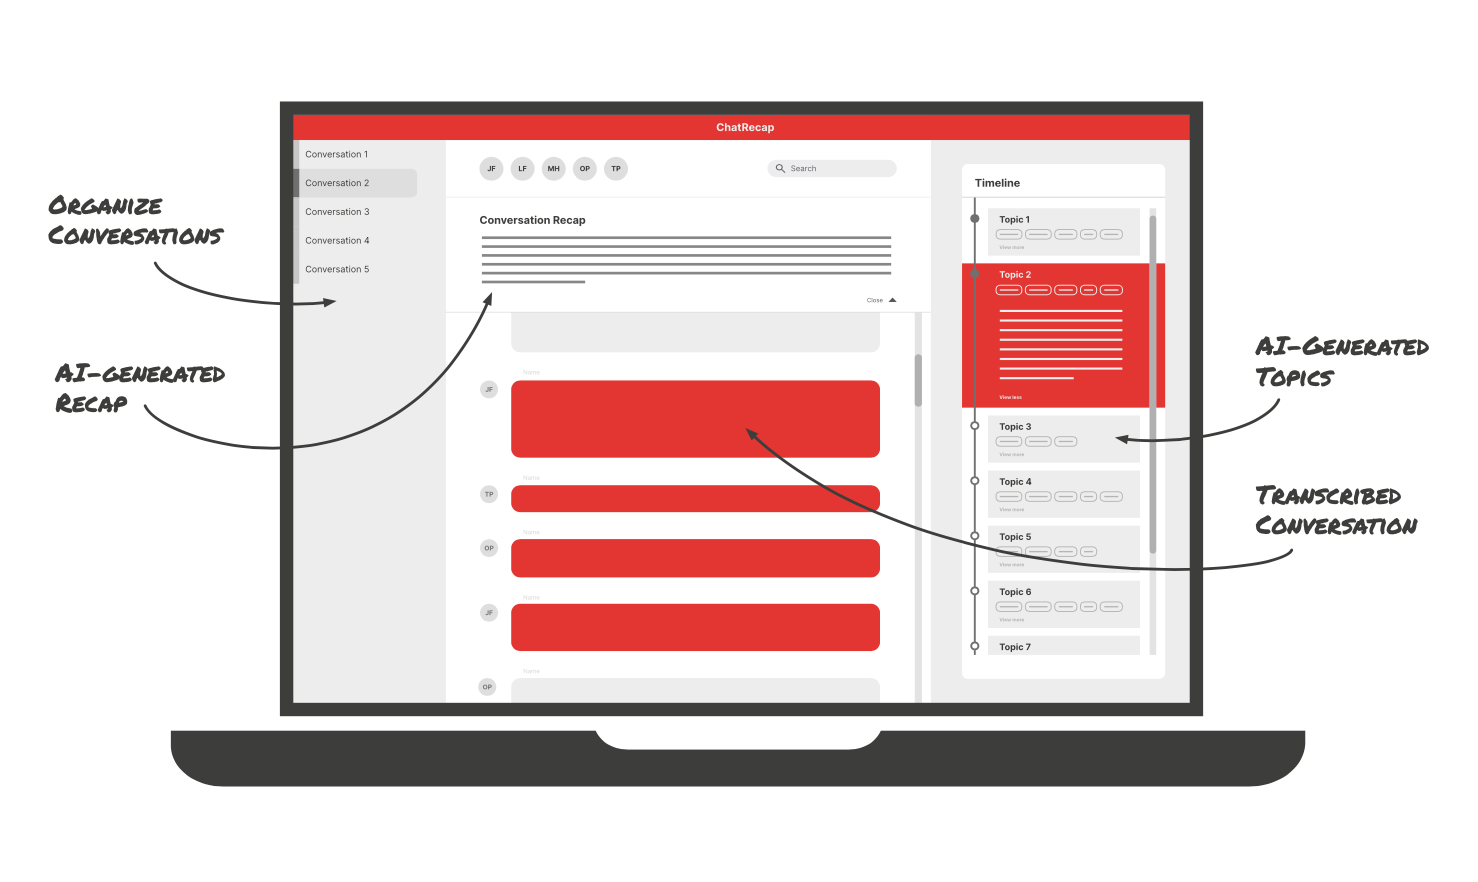 ChatRecap
Conversation 1
Conversation 2
Conversation 3
Conversation 4
Conversation 5
ORGANIZE
CONVERSATIONS
AI-GENERATED
RECAP
JF LF MH OP TP
Search
Conversation Recap
Close
Name
JF
Name
TP
Name
OP
Name
JF
Name
OP
Timeline
Topic 1
View more
Topic 2
View less
Topic 3
View more
Topic 4
View more
Topic 5
View more
Topic 6
View more
Topic 7
AI-GENERATED
TOPICS
TRANSCRIBED
CONVERSATION